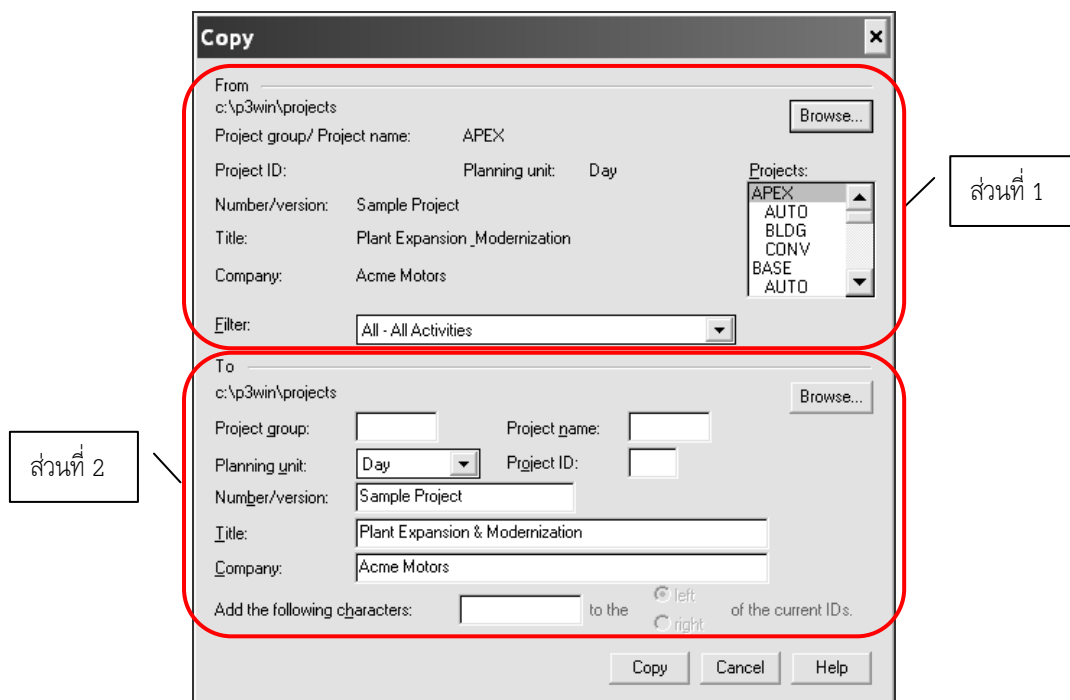 Copy
From
c:\p3win\projects
Browse...
Project group/ Project name: APEX
Project ID: Planning unit: Day
Projects:
APEX
AUTO
BLDG
CONV
BASE
AUTO
Number/version: Sample Project
Title: Plant Expansion _Modernization
Company: Acme Motors
Filter: All - All Activities
ส่วนที่ 1
To
c:\p3win\projects
Browse...
Project group: Project name:
Planning unit: Day Project ID:
Number/version: Sample Project
Title: Plant Expansion & Modernization
Company: Acme Motors
Add the following characters: to the left right of the current IDs.
ส่วนที่ 2
Copy Cancel Help